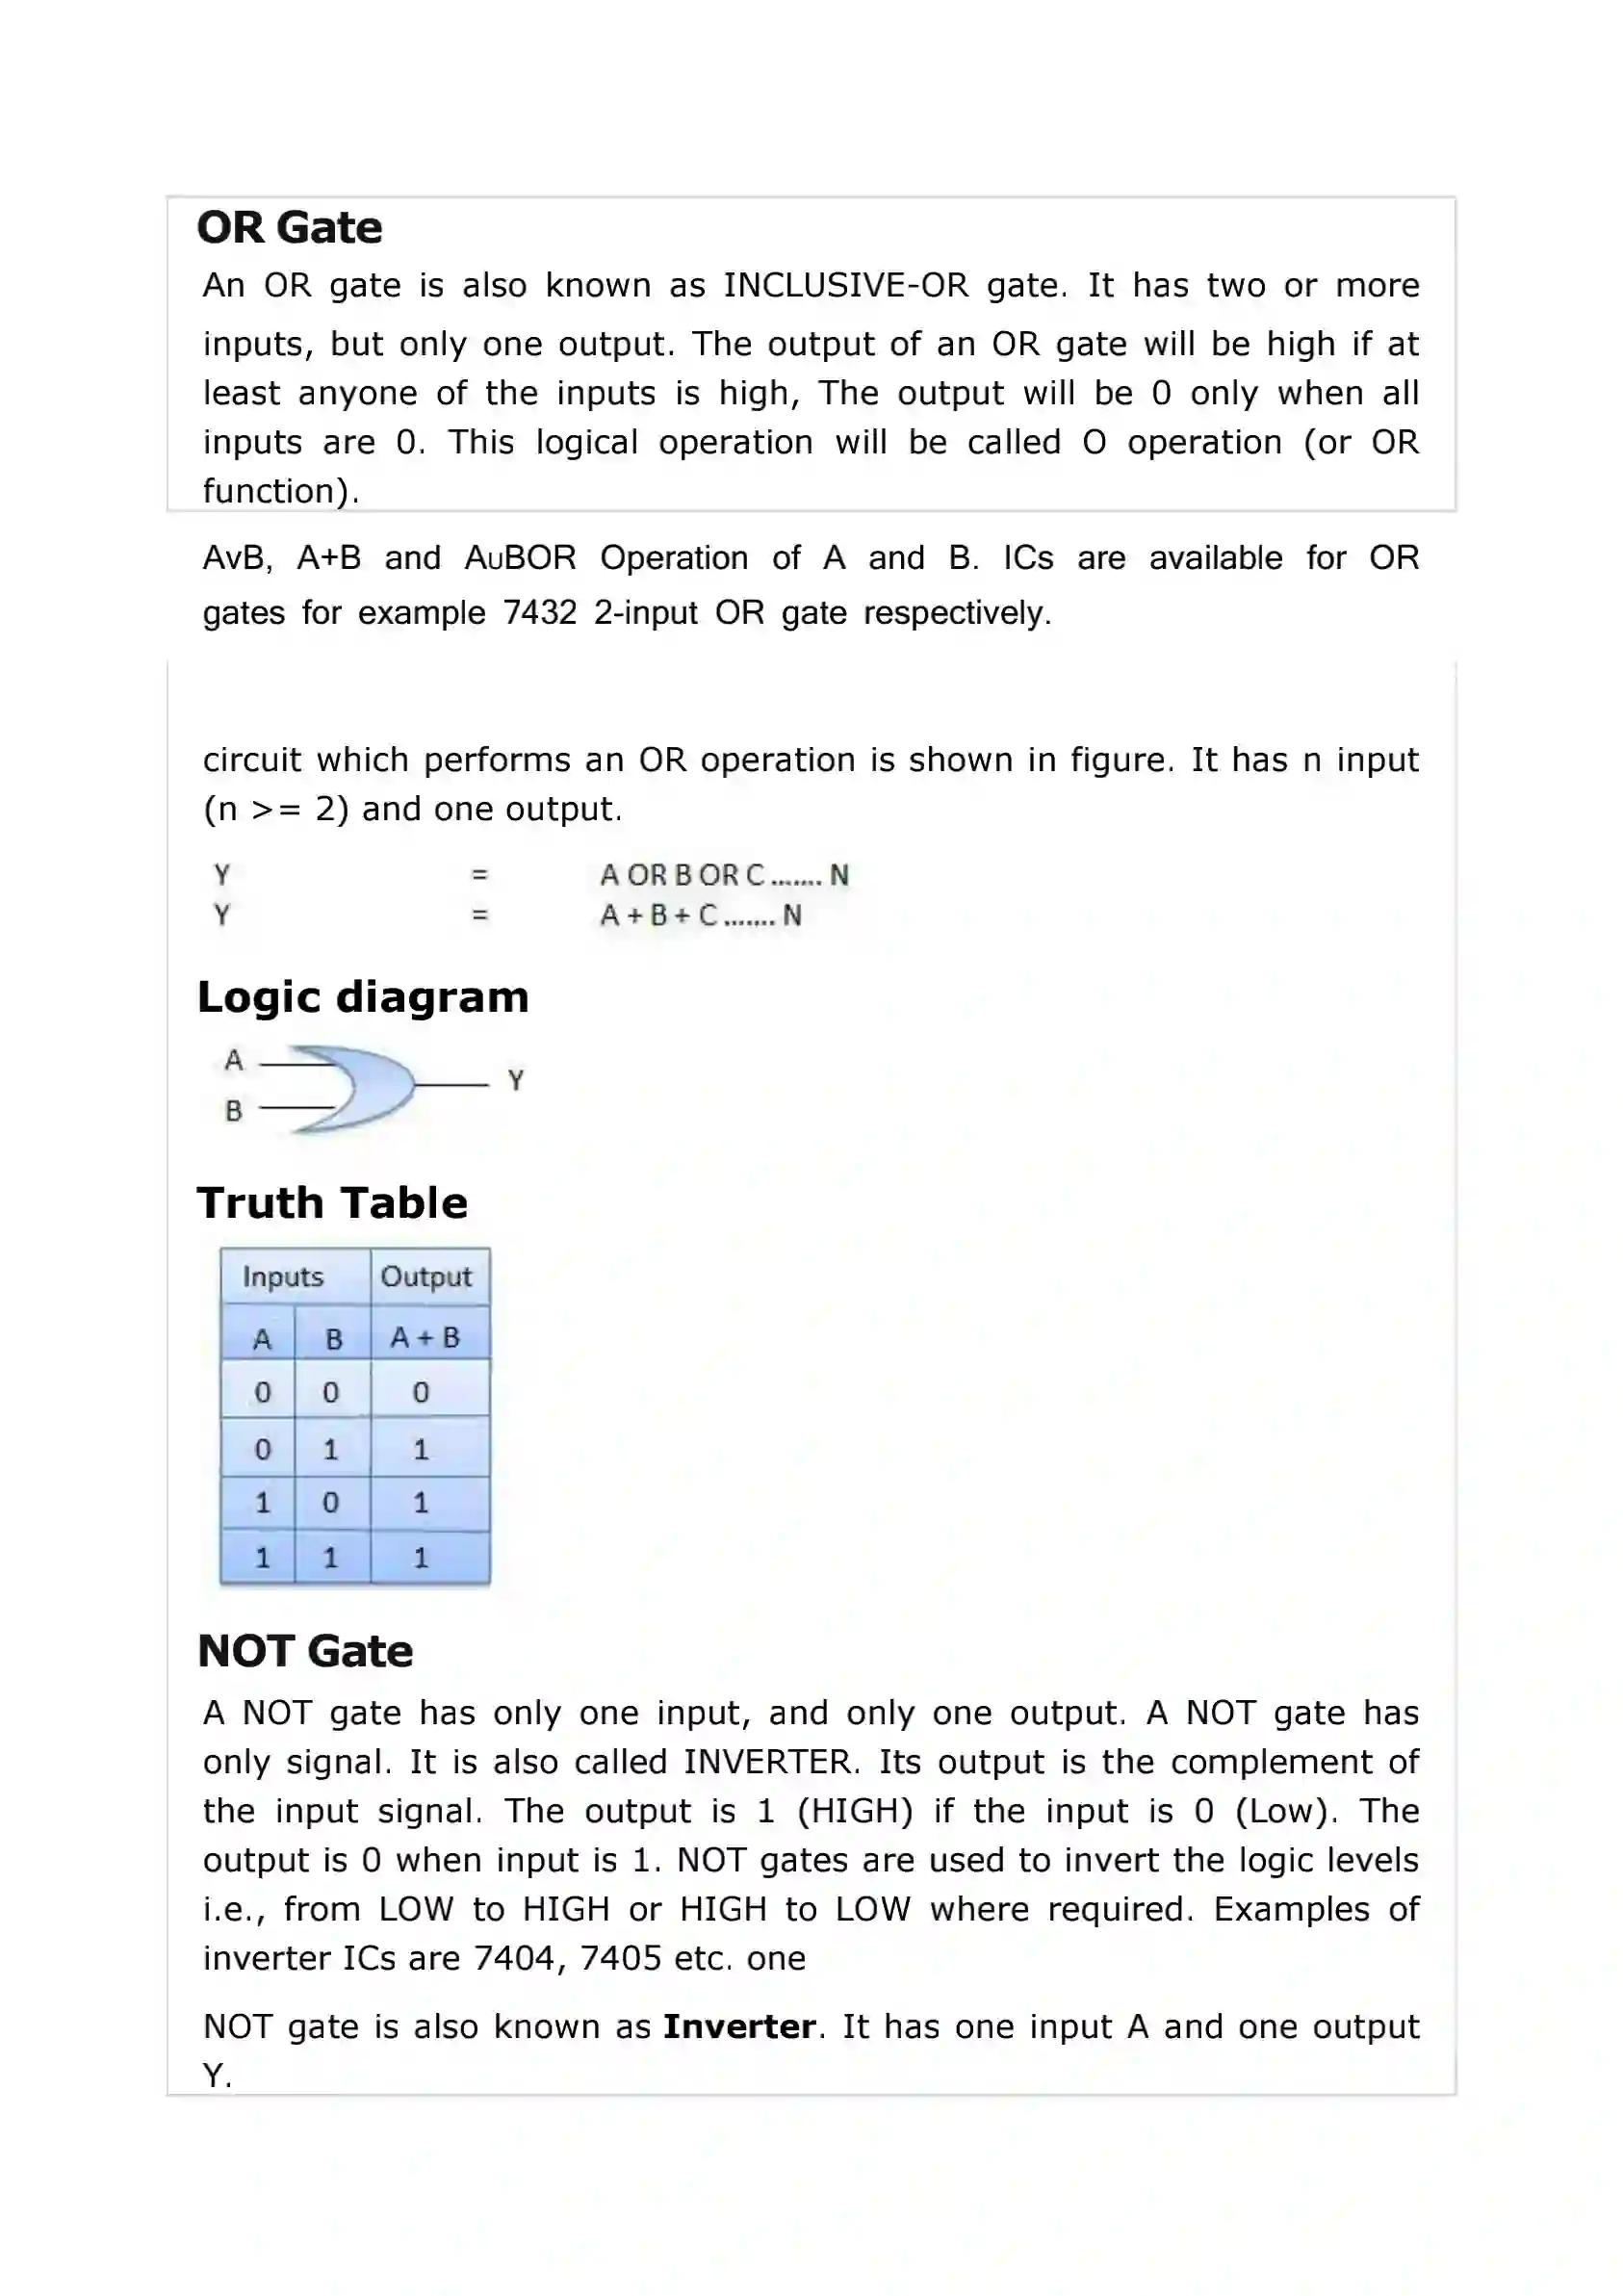 OR Gate
An OR gate is also known as INCLUSIVE-OR gate. It has two or more
inputs, but only one output. The output of an OR gate will be high if at
least anyone of the inputs is high, The output will be 0 only when all
inputs are 0. This logical operation will be called O operation (or OR
function).
AvB, A+B and A∪BOR Operation of A and B. ICs are available for OR
gates for example 7432 2-input OR gate respectively.
circuit which performs an OR operation is shown in figure. It has n input
(n >= 2) and one output.
Y = A OR B OR C ....... N
Y = A + B + C ....... N
Logic diagram
A
B
Y
Truth Table
Inputs Output
A B A + B
0 0 0
0 1 1
1 0 1
1 1 1
NOT Gate
A NOT gate has only one input, and only one output. A NOT gate has
only signal. It is also called INVERTER. Its output is the complement of
the input signal. The output is 1 (HIGH) if the input is 0 (Low). The
output is 0 when input is 1. NOT gates are used to invert the logic levels
i.e., from LOW to HIGH or HIGH to LOW where required. Examples of
inverter ICs are 7404, 7405 etc. one
NOT gate is also known as Inverter. It has one input A and one output
Y.